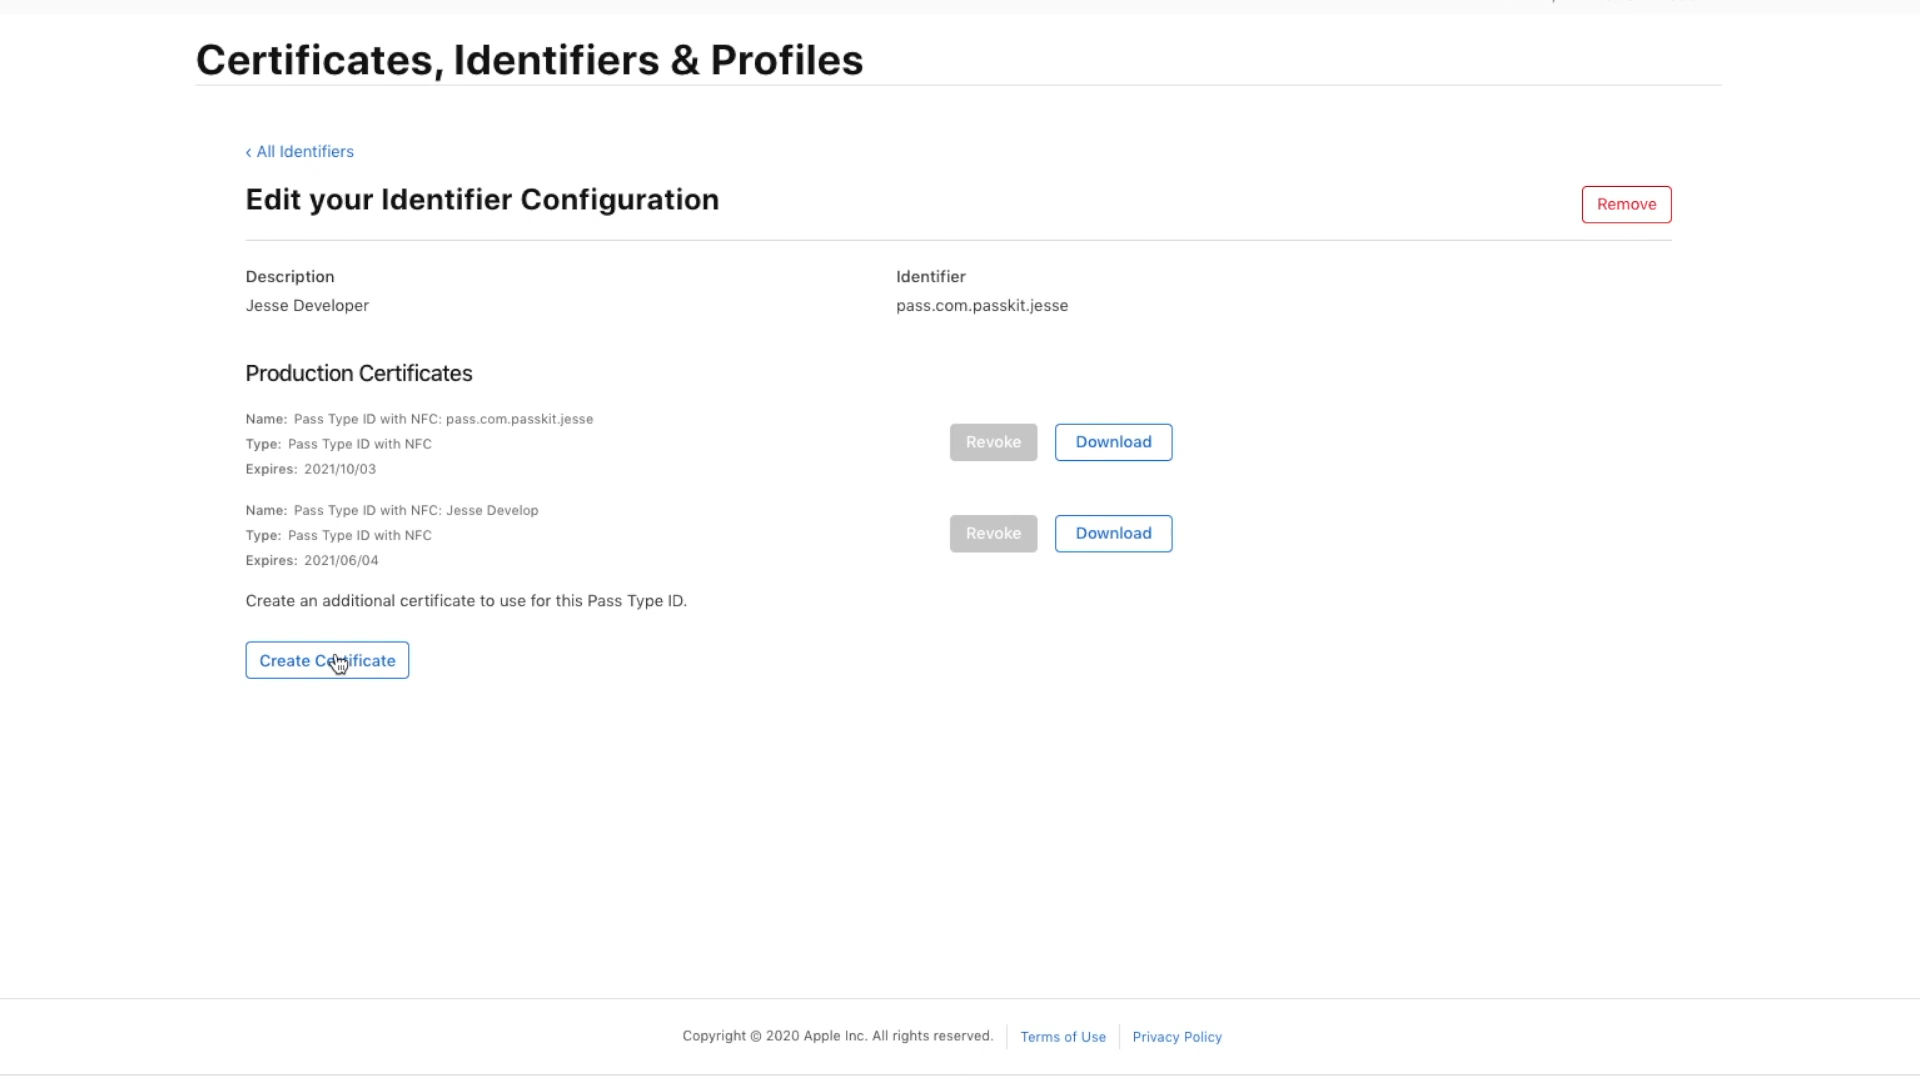 Certificates, Identifiers & Profiles
‹ All Identifiers
Edit your Identifier Configuration
Remove
Description
Identifier
Jesse Developer
pass.com.passkit.jesse
Production Certificates
Name: Pass Type ID with NFC: pass.com.passkit.jesse
Type: Pass Type ID with NFC
Expires: 2021/10/03
Revoke
Download
Name: Pass Type ID with NFC: Jesse Develop
Type: Pass Type ID with NFC
Expires: 2021/06/04
Revoke
Download
Create an additional certificate to use for this Pass Type ID.
Create Certificate
Copyright © 2020 Apple Inc. All rights reserved.
Terms of Use
Privacy Policy